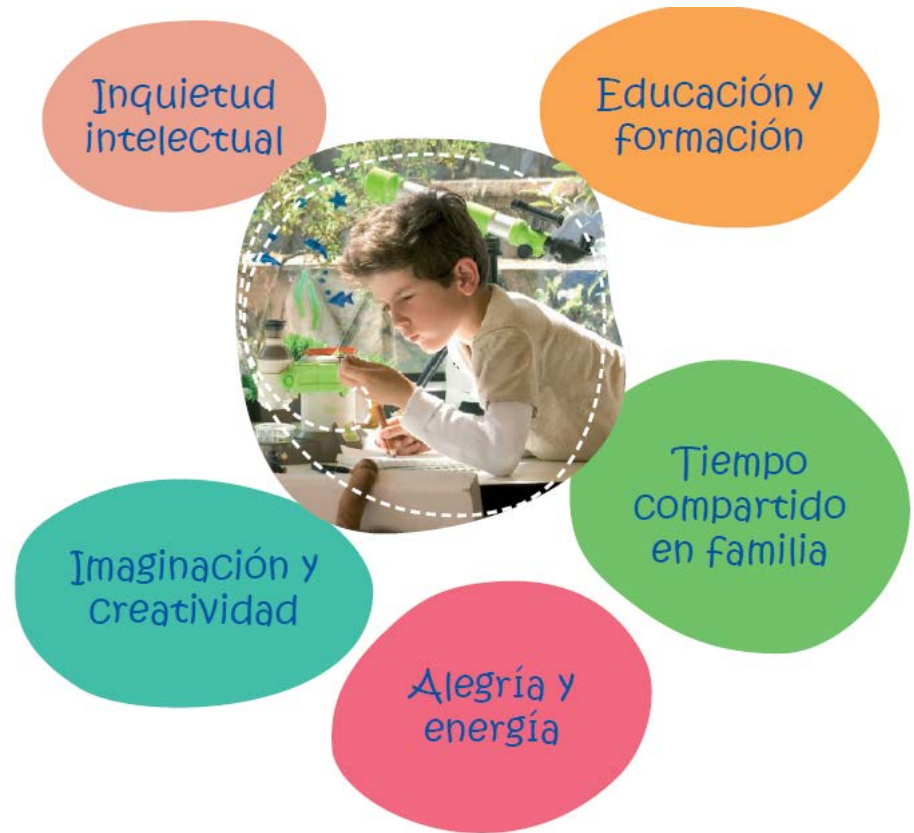 Inquietud
intelectual
Educación y
formación
Tiempo
compartido
en familia
Imaginación y
creatividad
Alegría y
energía